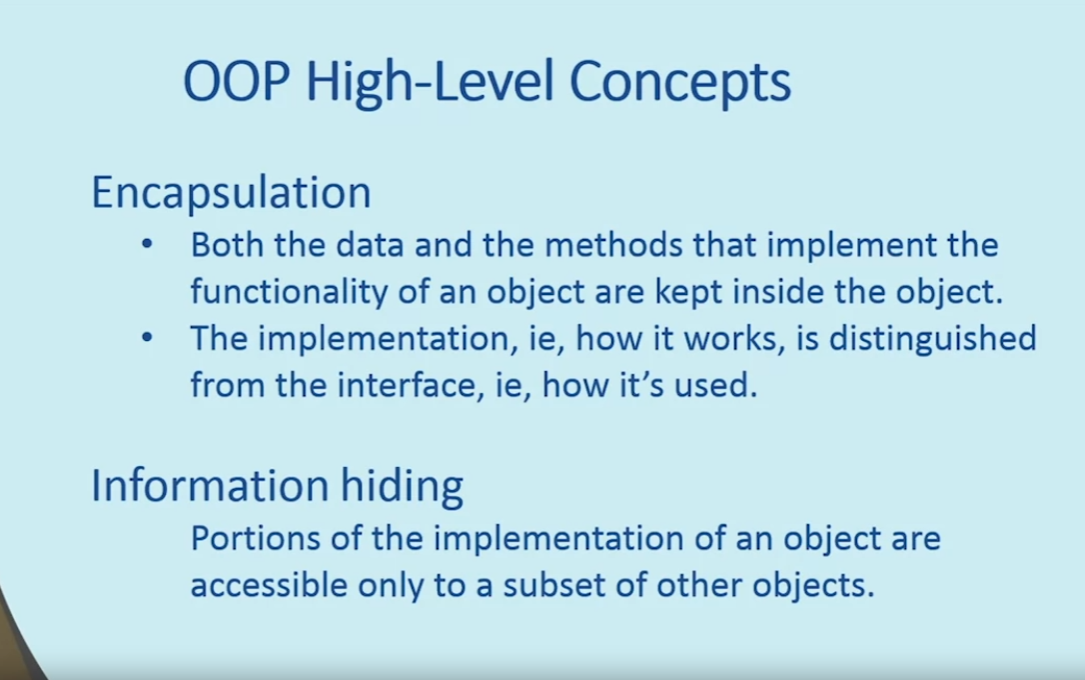 OOP High-Level Concepts
Encapsulation
• Both the data and the methods that implement the
functionality of an object are kept inside the object.
• The implementation, ie, how it works, is distinguished
from the interface, ie, how it’s used.
Information hiding
Portions of the implementation of an object are
accessible only to a subset of other objects.